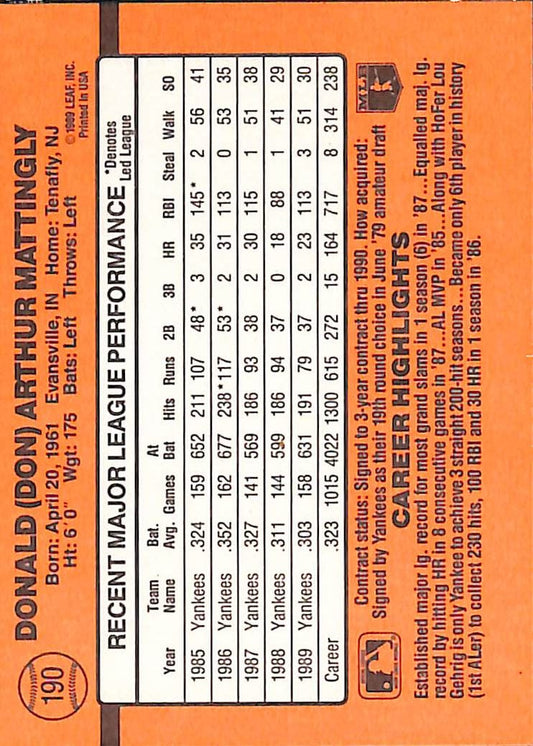 190
DONALD (DON) ARTHUR MATTINGLY
Born: April 20, 1961 Evansville, IN Home: Tenafly, NJ
Ht: 6'0" Wgt: 175 Bats: Left Throws: Left
© 1989 LEAF, INC.
Printed in USA
RECENT MAJOR LEAGUE PERFORMANCE *Denotes Led League
Year Team Name Bat. Avg. Games At Bat Hits Runs 2B 3B HR RBI Steal Walk SO
1985 Yankees .324 159 652 211 107 48* 3 35 145* 2 56 41
1986 Yankees .352 162 677 238* 117 53* 2 31 113 0 53 35
1987 Yankees .327 141 569 186 93 38 2 30 115 1 51 38
1988 Yankees .311 144 599 186 94 37 0 18 88 1 41 29
1989 Yankees .303 158 631 191 79 37 2 23 113 3 51 30
Career .323 1015 4022 1300 615 272 15 164 717 8 314 238
Contract status: Signed to 3-year contract thru 1990. How acquired:
Signed by Yankees as their 19th round choice in June '79 amateur draft
MLB
CAREER HIGHLIGHTS
Established major lg. record for most grand slams in 1 season (6) in '87...Equalled maj. lg.
record by hitting HR in 8 consecutive games in '87...AL MVP in '85...Along with HoFer Lou
Gehrig is only Yankee to achieve 3 straight 200-hit seasons...Became only 6th player in history
(1st ALer) to collect 230 hits, 100 RBI and 30 HR in 1 season in '86.